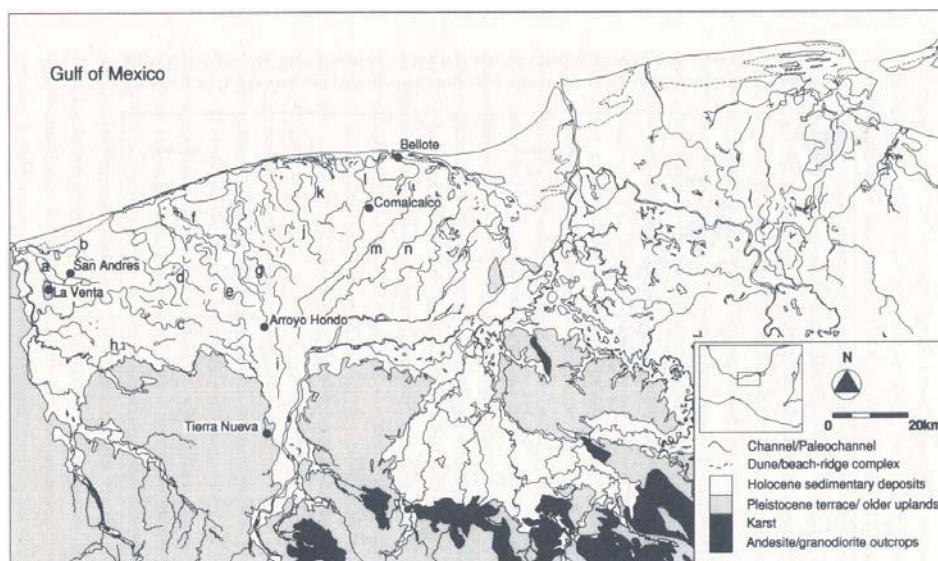 Gulf of Mexico
Bellote
l
k
Comalcalco
f
j
m
n
b
San Andres
a
d
g
La Venta
e
c
Arroyo Hondo
h
i
Tierra Nueva
N
20km
Channel/Paleochannel
Dune/beach-ridge complex
Holocene sedimentary deposits
Pleistocene terrace/ older uplands
Karst
Andesite/granodiorite outcrops